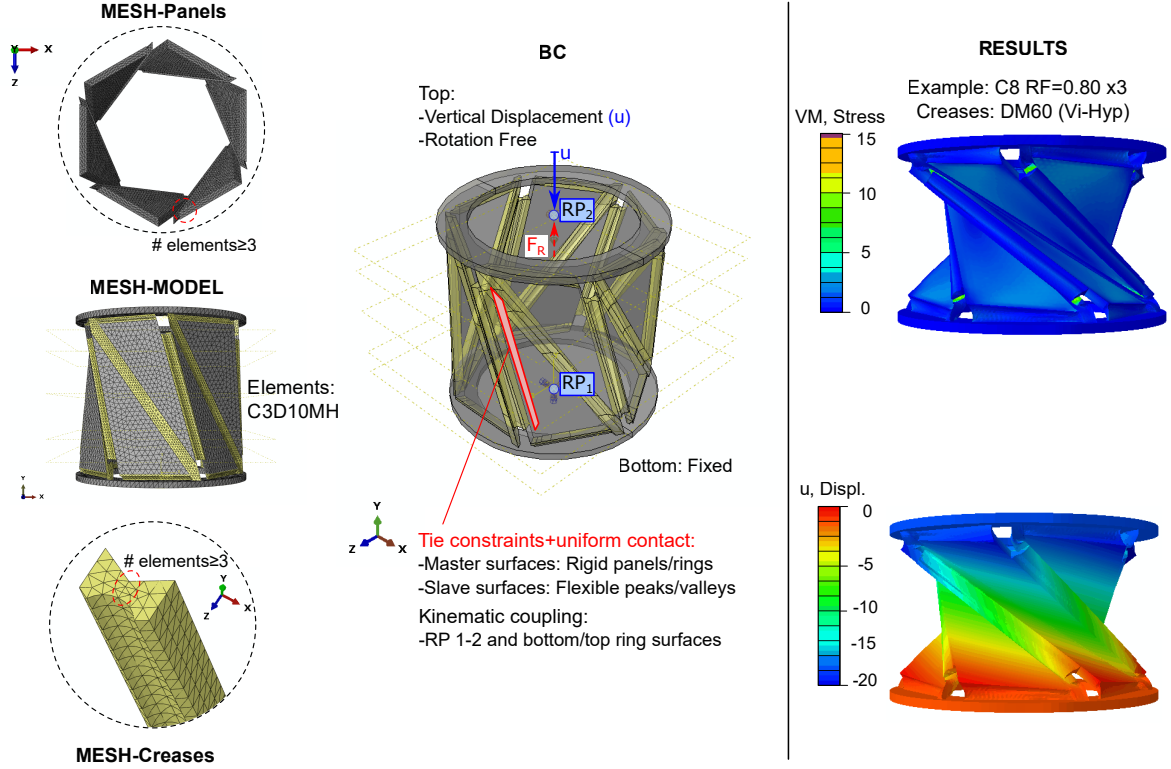 MESH-Panels
Y
X
Z
# elements≥3
MESH-MODEL
Elements:
C3D10MH
Y
X
# elements≥3
Y
X
Z
MESH-Creases
BC
Top:
-Vertical Displacement (u)
-Rotation Free
u
RP2
FR
RP1
Bottom: Fixed
Y
Z
X
Tie constraints+uniform contact:
-Master surfaces: Rigid panels/rings
-Slave surfaces: Flexible peaks/valleys
Kinematic coupling:
-RP 1-2 and bottom/top ring surfaces
RESULTS
Example: C8 RF=0.80 x3
Creases: DM60 (Vi-Hyp)
VM, Stress
15
10
5
0
u, Displ.
0
-5
-10
-15
-20